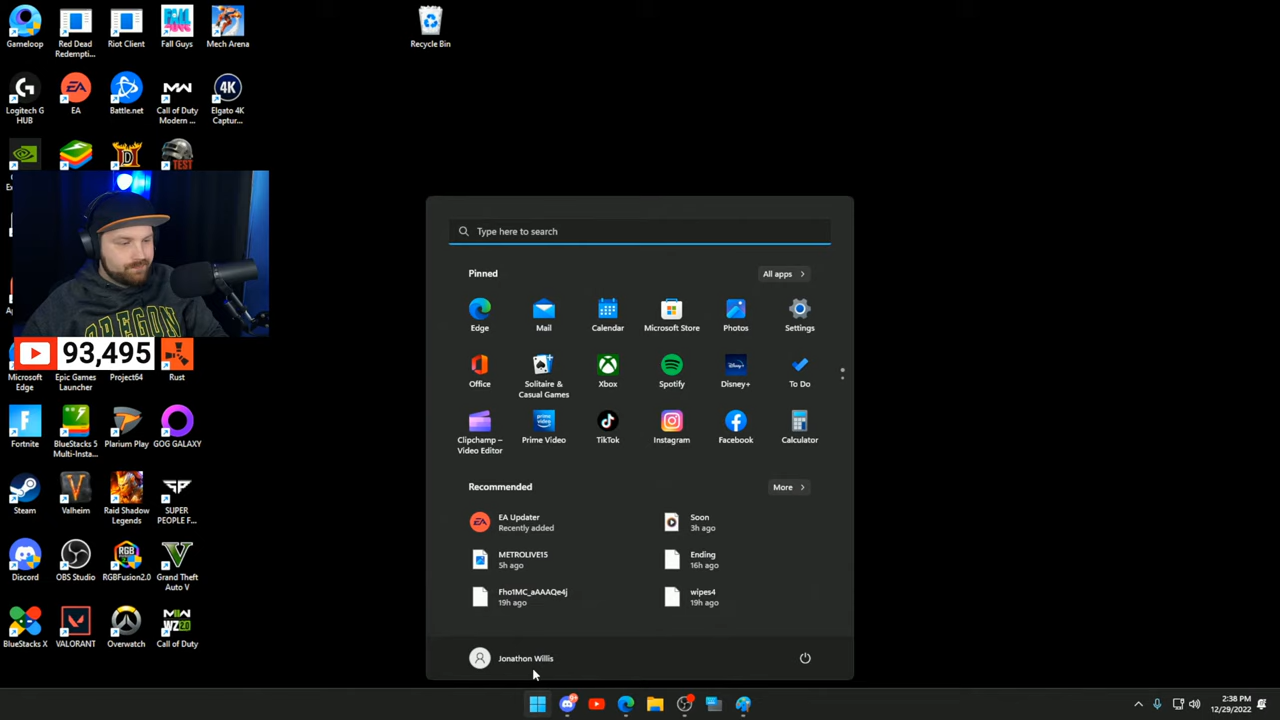 Gameloop
Red Dead
Redempti...
Riot Client
Fall Guys
Mech Arena
Recycle Bin
Logitech G
HUB
EA
Battle.net
Call of Duty
Modern ...
4K
Elgato 4K
Captur...
TEST
OREGON
93,495
Microsoft
Edge
Epic Games
Launcher
Project64
Rust
Fortnite
BlueStacks 5
Multi-Insta...
Plarium Play
GOG GALAXY
Steam
Valheim
Raid Shadow
Legends
SUPER
PEOPLE F...
Discord
OBS Studio
RGB
RGBFusion2.0
Grand Theft
Auto V
BlueStacks X
VALORANT
Overwatch
Call of Duty
Type here to search
Pinned
All apps
Edge
Mail
Calendar
Microsoft Store
Photos
Settings
Office
Solitaire &
Casual Games
Xbox
Spotify
Disney+
To Do
Clipchamp –
Video Editor
Prime Video
TikTok
Instagram
Facebook
Calculator
Recommended
More
EA Updater
Recently added
Soon
3h ago
METROLIVE15
5h ago
Ending
16h ago
Fho1MC_aAAAQe4j
19h ago
wipes4
19h ago
Jonathon Willis
2:38 PM
12/29/2022